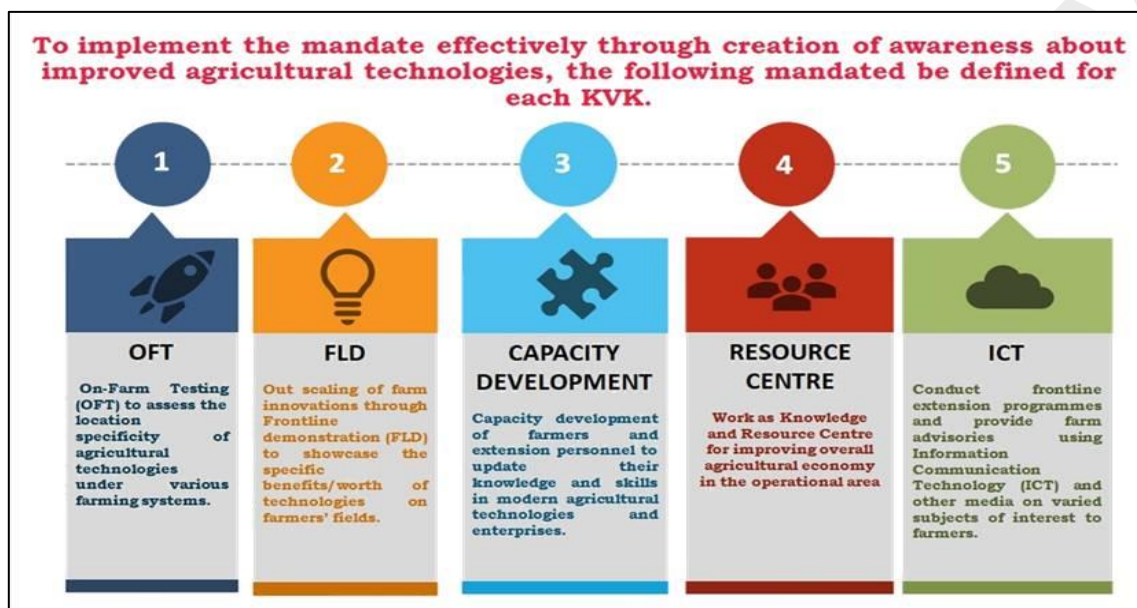 To implement the mandate effectively through creation of awareness about
improved agricultural technologies, the following mandated be defined for
each KVK.
1
2
3
4
5
OFT
On-Farm Testing
(OFT) to assess the
location
specificity of
agricultural
technologies
under various
farming systems.
FLD
Out scaling of farm
innovations through
Frontline
demonstration (FLD)
to showcase the
specific
benefits/worth of
technologies on
farmers' fields.
CAPACITY
DEVELOPMENT
Capacity development
of farmers and
extension personnel to
update their
knowledge and skills
in modern agricultural
technologies and
enterprises.
RESOURCE
CENTRE
Work as Knowledge
and Resource Centre
for improving overall
agricultural economy
in the operational area
ICT
Conduct frontline
extension programmes
and provide farm
advisories using
Information
Communication
Technology (ICT) and
other media on varied
subjects of interest to
farmers.